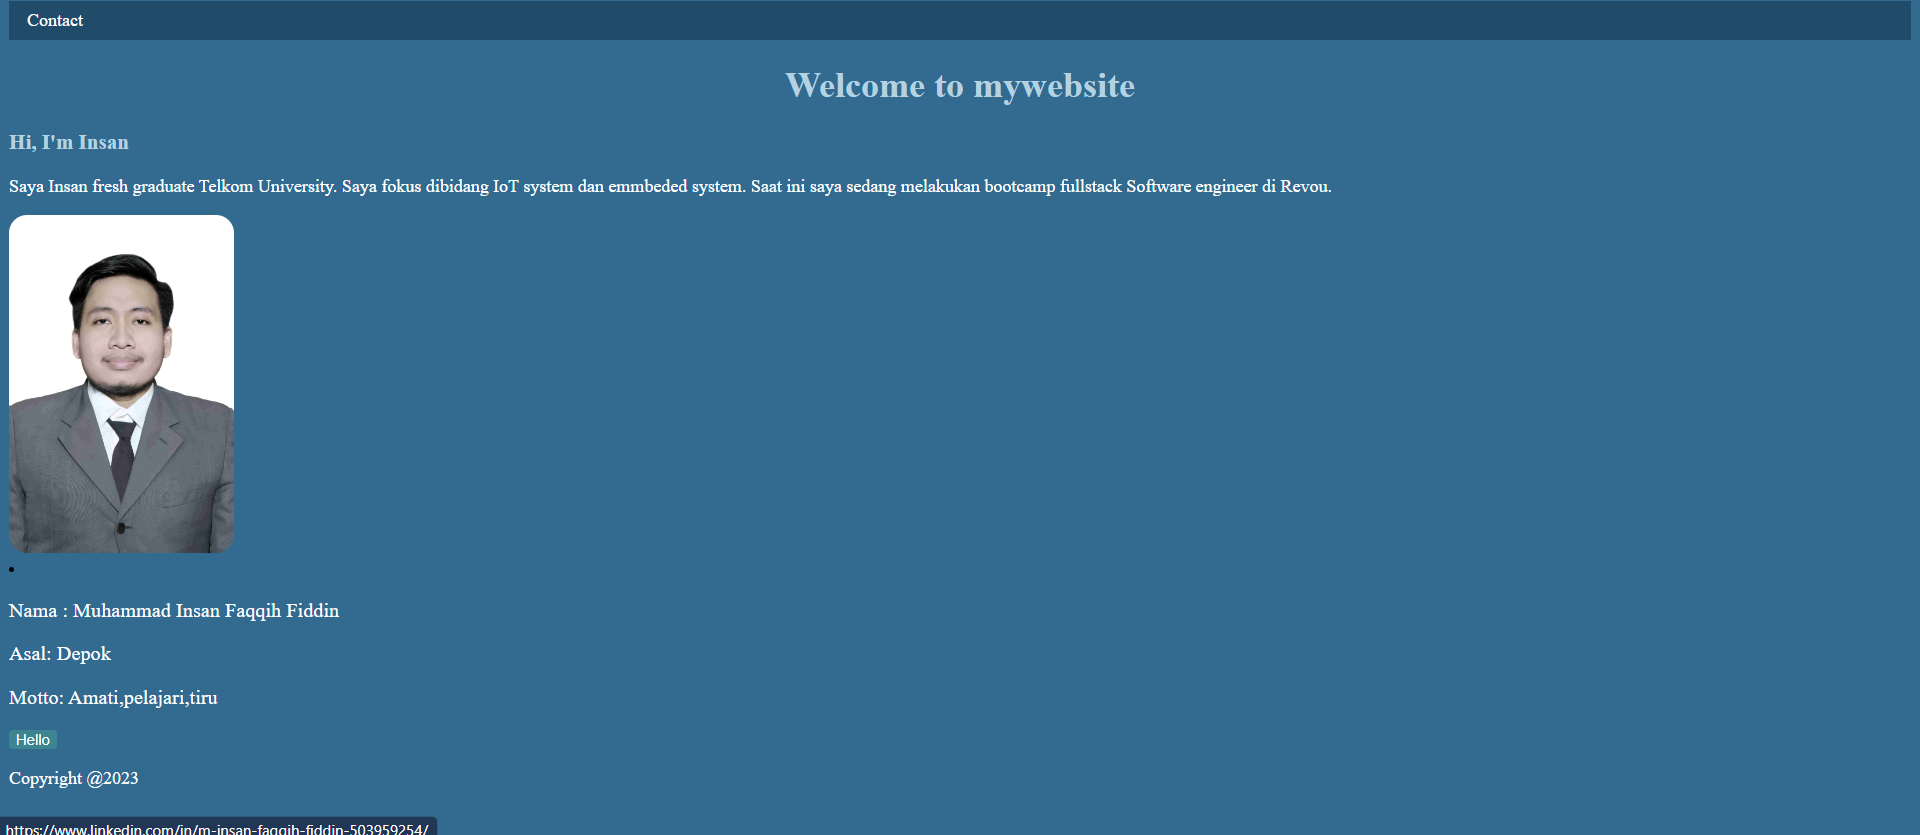 Contact
Welcome to mywebsite
Hi, I'm Insan
Saya Insan fresh graduate Telkom University. Saya fokus dibidang IoT system dan emmbeded system. Saat ini saya sedang melakukan bootcamp fullstack Software engineer di Revou.
Nama : Muhammad Insan Faqqih Fiddin
Asal: Depok
Motto: Amati,pelajari,tiru
Hello
Copyright @2023
https://www.linkedin.com/in/m-insan-faqqih-fiddin-503959254/